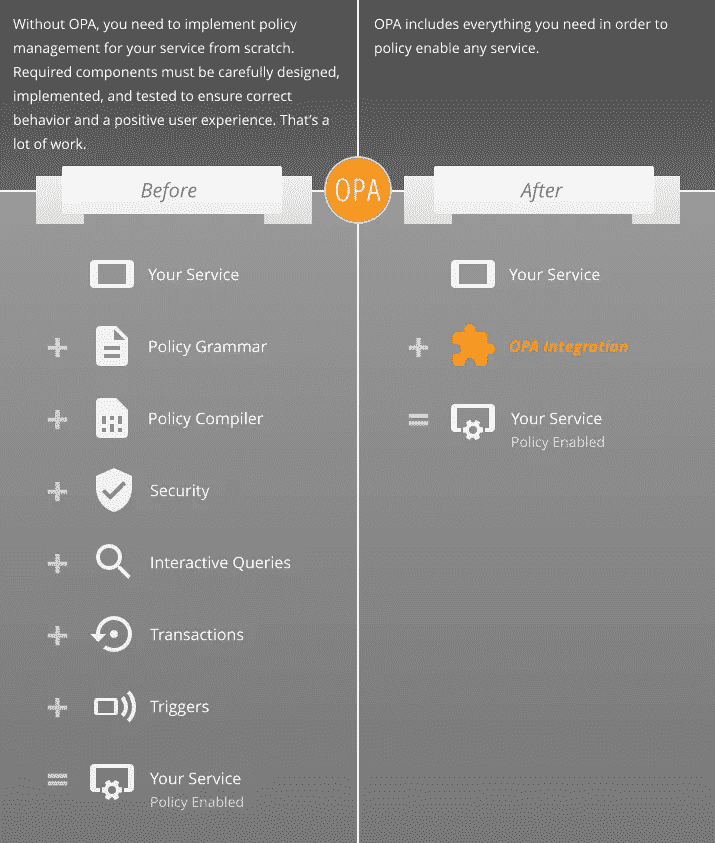 Without OPA, you need to implement policy
management for your service from scratch.
Required components must be carefully designed,
implemented, and tested to ensure correct
behavior and a positive user experience. That's a
lot of work.
OPA includes everything you need in order to
policy enable any service.
Before
OPA
After
Your Service
+ Policy Grammar
+ Policy Compiler
+ Security
+ Interactive Queries
+ Transactions
+ Triggers
= Your Service
Policy Enabled
Your Service
+ OPA Integration
= Your Service
Policy Enabled